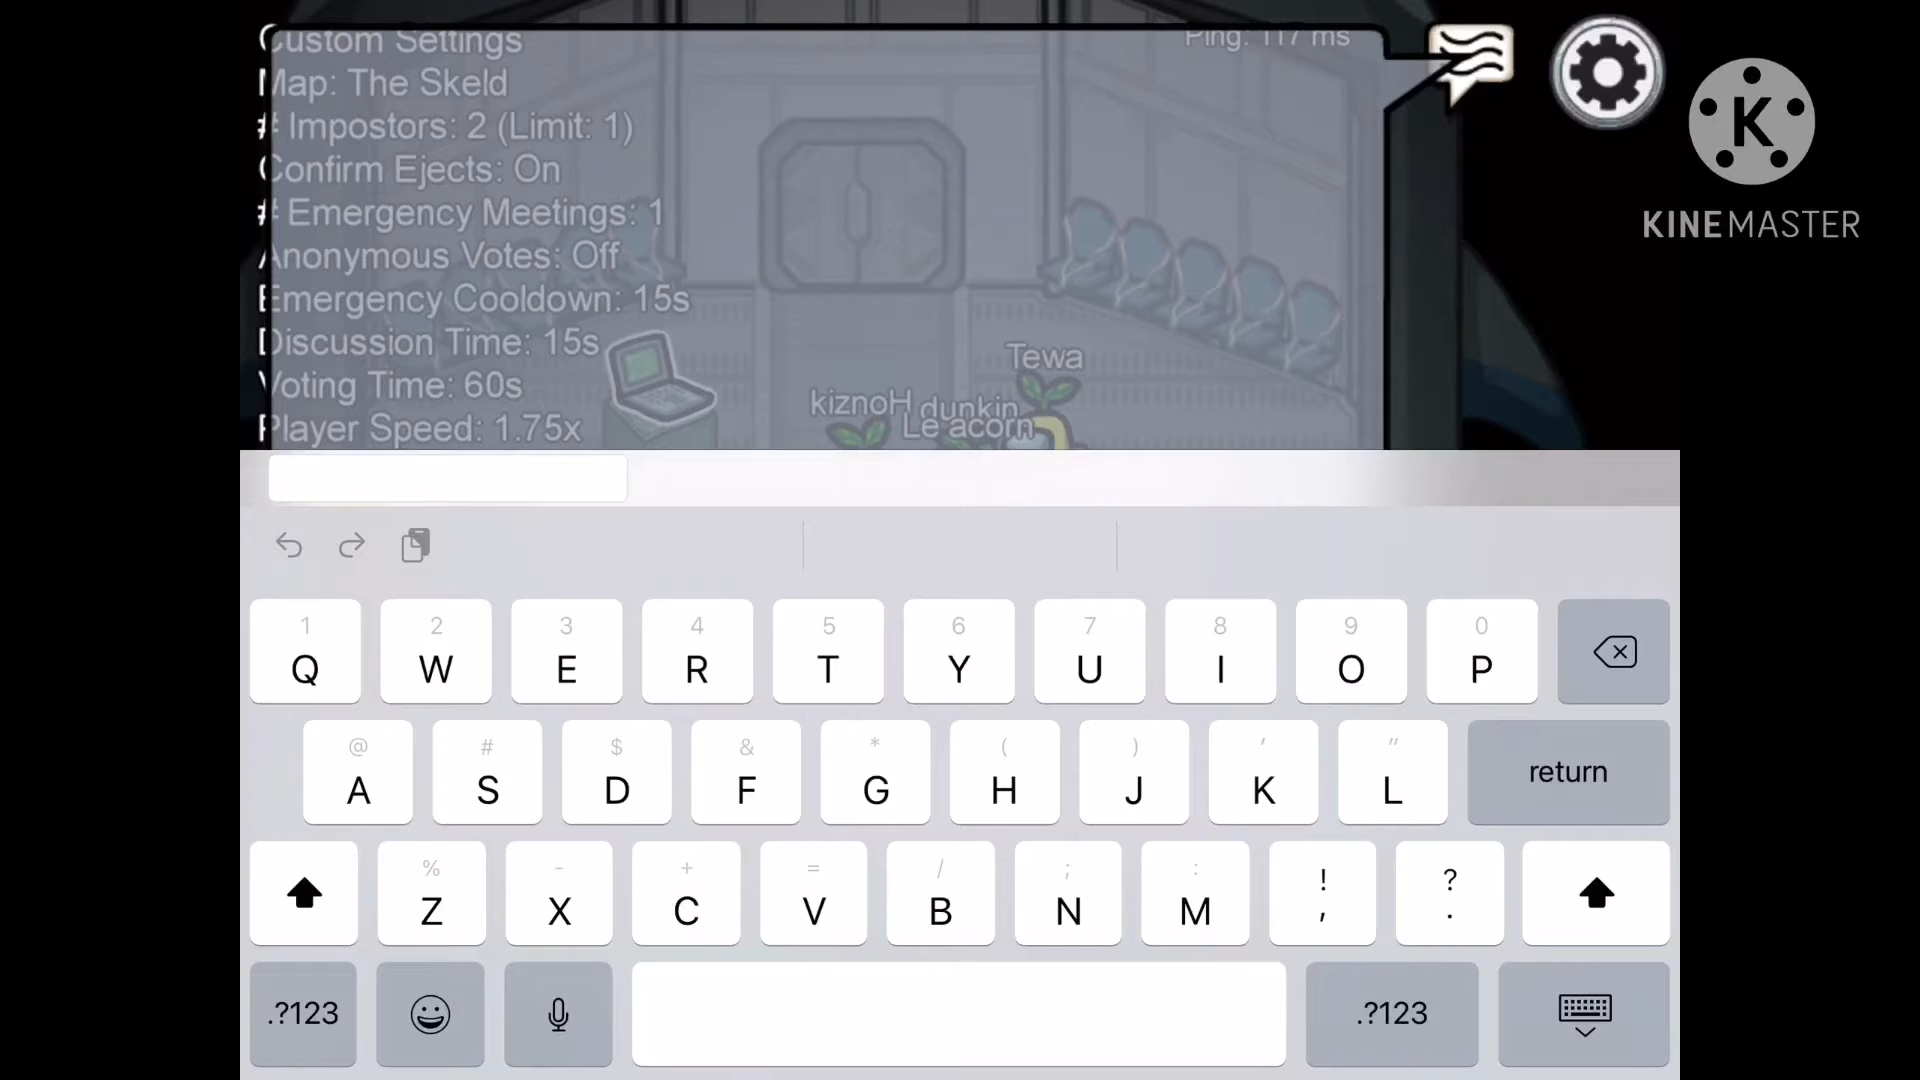 Custom Settings
Ping: 117 ms
Map: The Skeld
# Impostors: 2 (Limit: 1)
Confirm Ejects: On
# Emergency Meetings: 1
Anonymous Votes: Off
Emergency Cooldown: 15s
Discussion Time: 15s
Voting Time: 60s
Player Speed: 1.75x
Tewa
kiznoH dunkin
Le acorn
K
KINEMASTER
1 2 3 4 5 6 7 8 9 0
Q W E R T Y U I O P
@ # $ & * ( ) ' "
A S D F G H J K L return
% - + = / ; : ! ?
Z X C V B N M , .
.?123 .?123